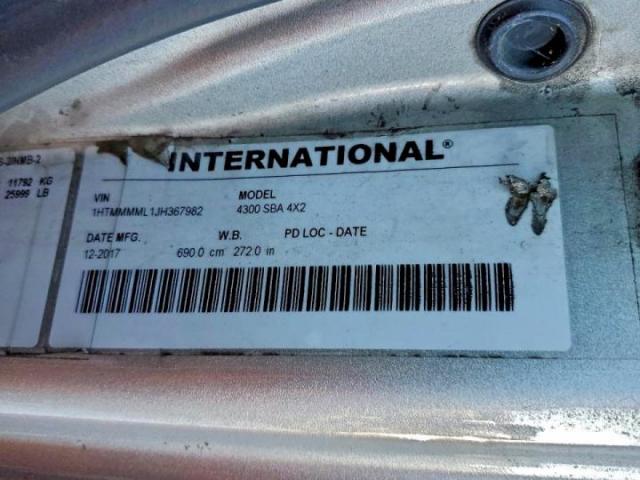 INTERNATIONAL®
VIN MODEL
1HTMMMML1JH367982 4300 SBA 4X2
DATE MFG. W.B. PD LOC - DATE
12-2017 690.0 cm 272.0 in
11792 KG
25999 LB